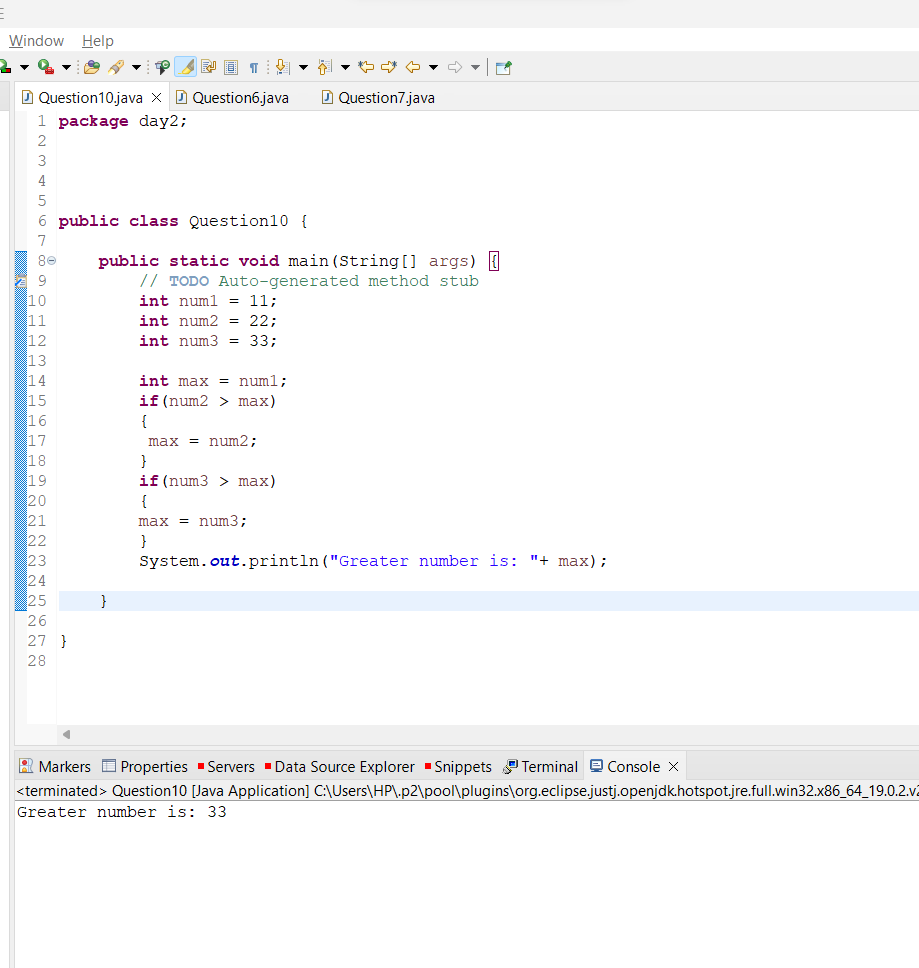 Window Help
Question10.java Question6.java Question7.java
1 package day2;
2
3
4
5
6 public class Question10 {
7
8 public static void main(String[] args) {
9 // TODO Auto-generated method stub
10 int num1 = 11;
11 int num2 = 22;
12 int num3 = 33;
13
14 int max = num1;
15 if(num2 > max)
16 {
17 max = num2;
18 }
19 if(num3 > max)
20 {
21 max = num3;
22 }
23 System.out.println("Greater number is: "+ max);
24
25 }
26
27 }
28
Markers Properties Servers Data Source Explorer Snippets Terminal Console
<terminated> Question10 [Java Application] C:\Users\HP\.p2\pool\plugins\org.eclipse.justj.openjdk.hotspot.jre.full.win32.x86_64_19.0.2.v2
Greater number is: 33